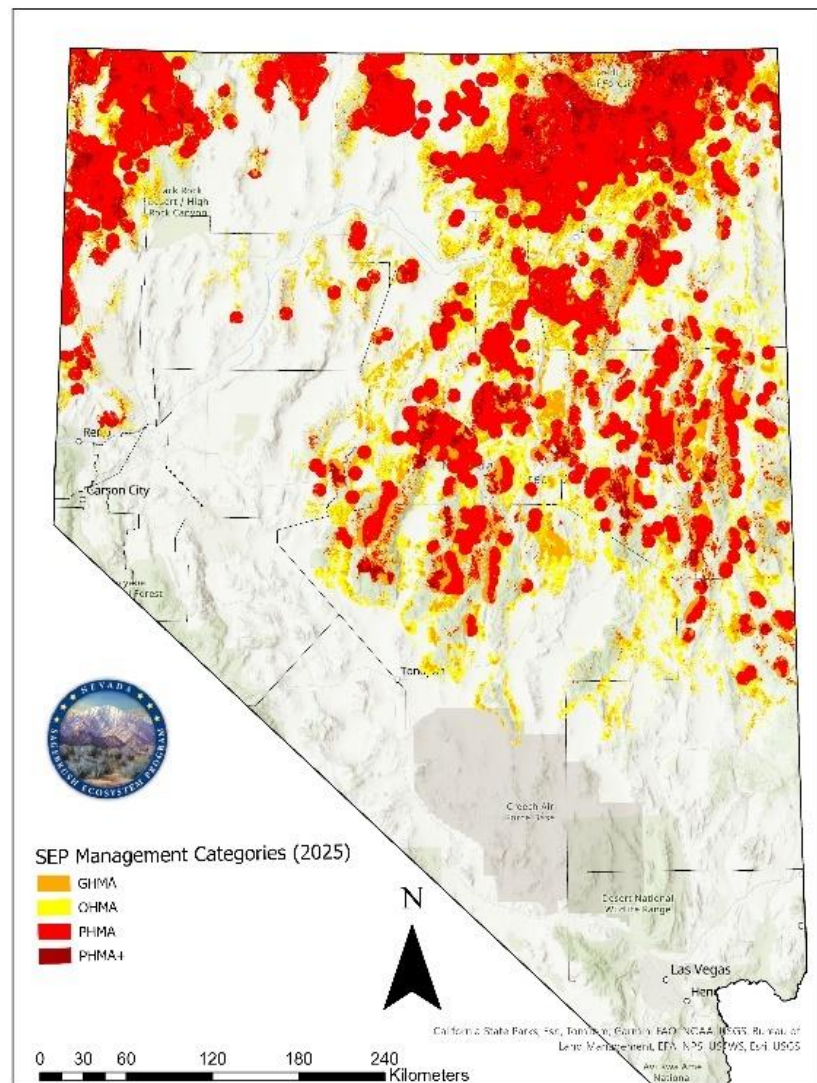 Black Rock
Desert / High
Rock Canyon
Reno
Carson City
Tonopah
Creech Air
Force Base
Desert National
Wildlife Range
Las Vegas
NEVADA
SAGEBRUSH ECOSYSTEM PROGRAM
SEP Management Categories (2025)
GHMA
OHMA
PHMA
PHMA+
N
California State Parks, Esri, TomTom, Garmin, FAO, NOAA, USGS, Bureau of
Land Management, EPA, NPS, USFWS, Esri, USGS
0 30 60 120 180 240
Kilometers